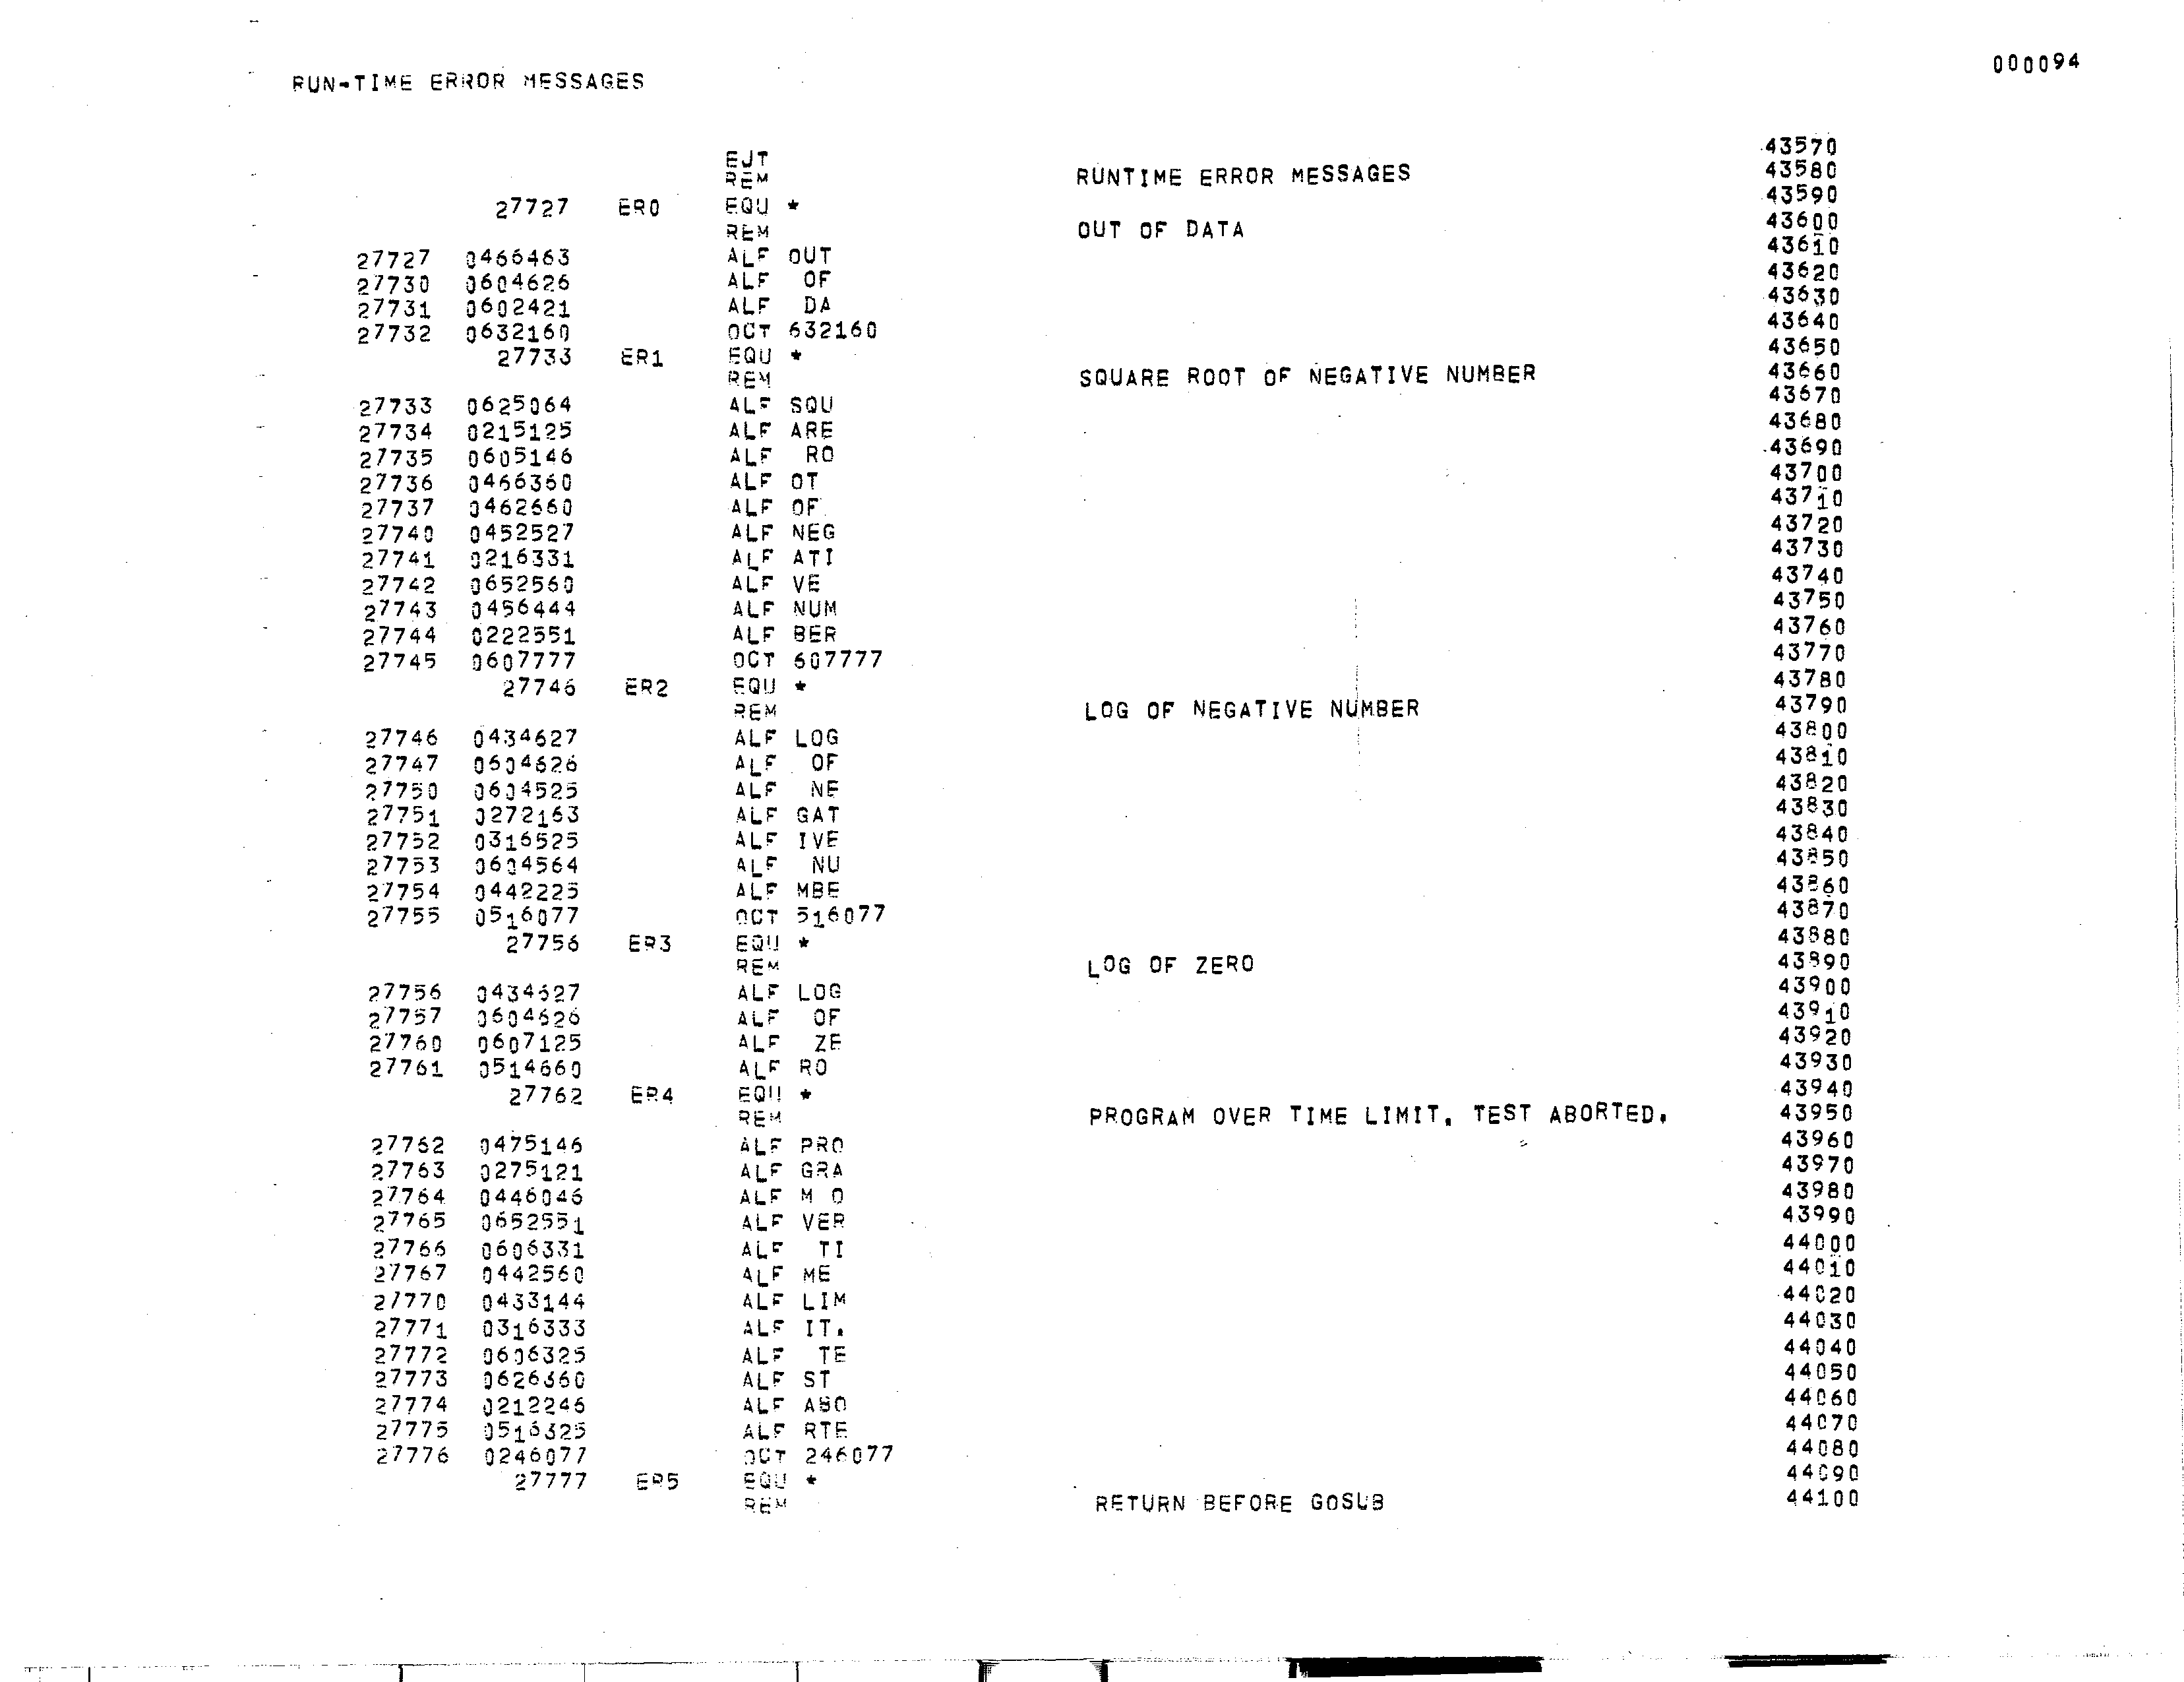 000094
RUN-TIME ERROR MESSAGES
EJT 43570
REM RUNTIME ERROR MESSAGES 43580
27727 ER0 EQU * 43590
REM OUT OF DATA 43600
27727 0466463 ALF OUT 43610
27730 0604626 ALF  OF 43620
27731 0602421 ALF  DA 43630
27732 0632160 OCT 632160 43640
27733 ER1 EQU * 43650
REM SQUARE ROOT OF NEGATIVE NUMBER 43660
27733 0625064 ALF SQU 43670
27734 0215125 ALF ARE 43680
27735 0605146 ALF  RO 43690
27736 0466360 ALF OT 43700
27737 0462660 ALF OF 43710
27740 0452527 ALF NEG 43720
27741 0216331 ALF ATI 43730
27742 0652560 ALF VE 43740
27743 0456444 ALF NUM 43750
27744 0222551 ALF BER 43760
27745 0607777 OCT 607777 43770
27746 ER2 EQU * 43780
REM LOG OF NEGATIVE NUMBER 43790
27746 0434627 ALF LOG 43800
27747 0604626 ALF  OF 43810
27750 0604525 ALF  NE 43820
27751 0272163 ALF GAT 43830
27752 0316525 ALF IVE 43840
27753 0604564 ALF  NU 43850
27754 0442225 ALF MBE 43860
27755 0516077 OCT 516077 43870
27756 ER3 EQU * 43880
REM LOG OF ZERO 43890
27756 0434627 ALF LOG 43900
27757 0604626 ALF  OF 43910
27760 0607125 ALF  ZE 43920
27761 0514660 ALF RO 43930
27762 ER4 EQU * 43940
REM PROGRAM OVER TIME LIMIT. TEST ABORTED. 43950
27762 0475146 ALF PRO 43960
27763 0275121 ALF GRA 43970
27764 0446046 ALF M O 43980
27765 0652551 ALF VER 43990
27766 0606331 ALF  TI 44000
27767 0442560 ALF ME 44010
27770 0433144 ALF LIM 44020
27771 0316333 ALF IT. 44030
27772 0606325 ALF  TE 44040
27773 0626360 ALF ST 44050
27774 0212246 ALF ABO 44060
27775 0516325 ALF RTE 44070
27776 0246077 OCT 246077 44080
27777 ER5 EQU * 44090
REM RETURN BEFORE GOSUB 44100